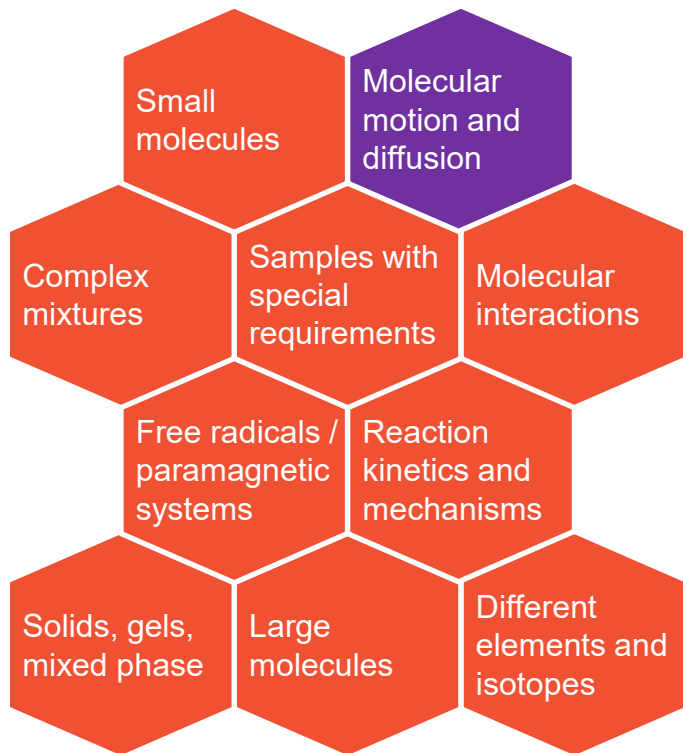 Small
molecules
Molecular
motion and
diffusion
Complex
mixtures
Samples with
special
requirements
Molecular
interactions
Free radicals /
paramagnetic
systems
Reaction
kinetics and
mechanisms
Solids, gels,
mixed phase
Large
molecules
Different
elements and
isotopes